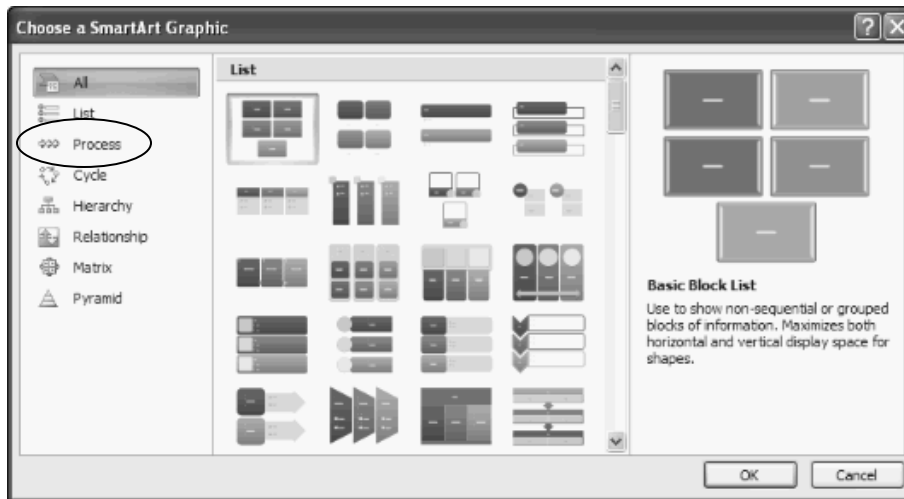 Choose a SmartArt Graphic
All
List
Process
Cycle
Hierarchy
Relationship
Matrix
Pyramid
List
Basic Block List
Use to show non-sequential or grouped
blocks of information. Maximizes both
horizontal and vertical display space for
shapes.
OK
Cancel